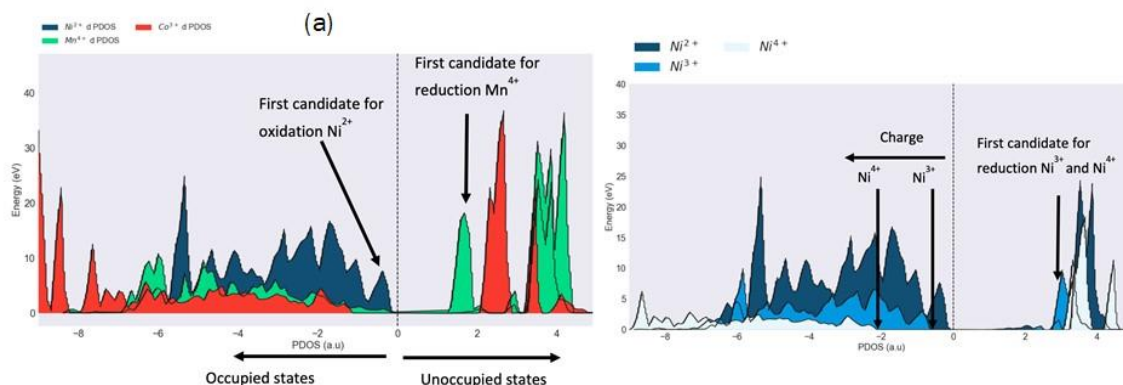 (a)
Ni²⁺ d PDOS
Co³⁺ d PDOS
Mn⁴⁺ d PDOS
First candidate for
oxidation Ni²⁺
First candidate for
reduction Mn⁴⁺
Energy (eV)
40
30
20
10
0
−8
−6
−4
−2
0
2
4
PDOS (a.u)
Occupied states
Unoccupied states
Ni²⁺
Ni⁴⁺
Ni³⁺
Charge
Ni⁴⁺
Ni³⁺
First candidate for
reduction Ni³⁺ and Ni⁴⁺
Energy (eV)
40
35
30
25
20
15
10
5
0
−8
−6
−4
−2
0
2
4
PDOS (a.u)